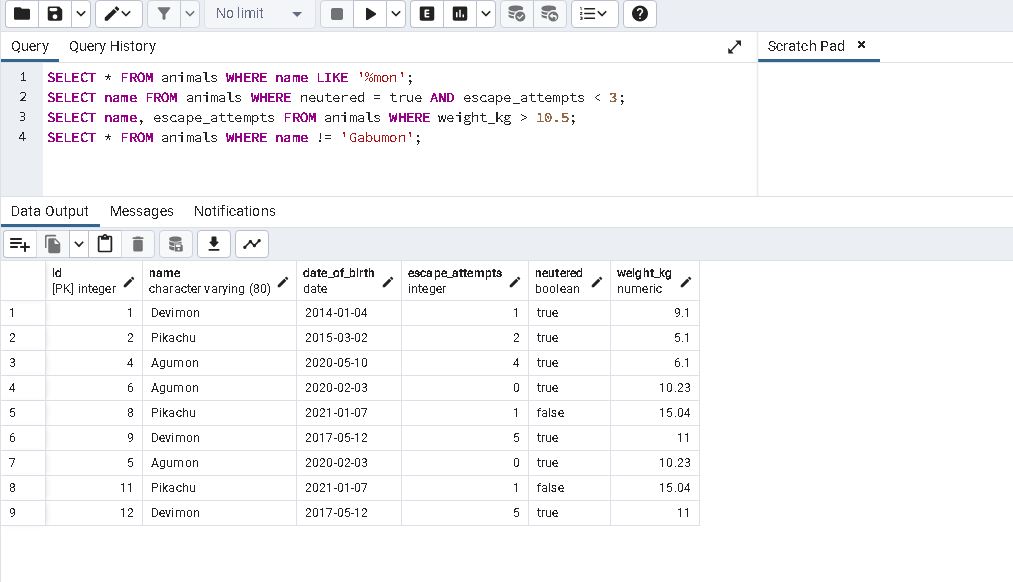 No limit
E
Query Query History Scratch Pad ×
1 SELECT * FROM animals WHERE name LIKE '%mon';
2 SELECT name FROM animals WHERE neutered = true AND escape_attempts < 3;
3 SELECT name, escape_attempts FROM animals WHERE weight_kg > 10.5;
4 SELECT * FROM animals WHERE name != 'Gabumon';
Data Output Messages Notifications
id name date_of_birth escape_attempts neutered weight_kg
[PK] integer character varying (80) date integer boolean numeric
1 1 Devimon 2014-01-04 1 true 9.1
2 2 Pikachu 2015-03-02 2 true 5.1
3 4 Agumon 2020-05-10 4 true 6.1
4 6 Agumon 2020-02-03 0 true 10.23
5 8 Pikachu 2021-01-07 1 false 15.04
6 9 Devimon 2017-05-12 5 true 11
7 5 Agumon 2020-02-03 0 true 10.23
8 11 Pikachu 2021-01-07 1 false 15.04
9 12 Devimon 2017-05-12 5 true 11